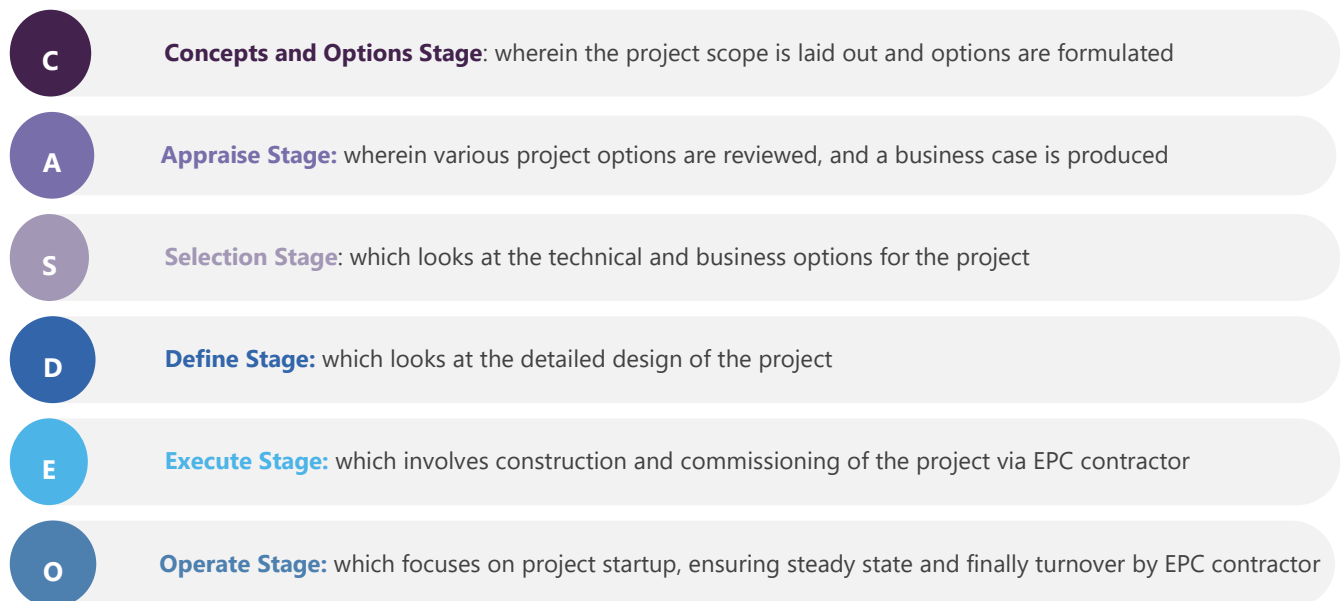 C Concepts and Options Stage: wherein the project scope is laid out and options are formulated
A Appraise Stage: wherein various project options are reviewed, and a business case is produced
S Selection Stage: which looks at the technical and business options for the project
D Define Stage: which looks at the detailed design of the project
E Execute Stage: which involves construction and commissioning of the project via EPC contractor
O Operate Stage: which focuses on project startup, ensuring steady state and finally turnover by EPC contractor